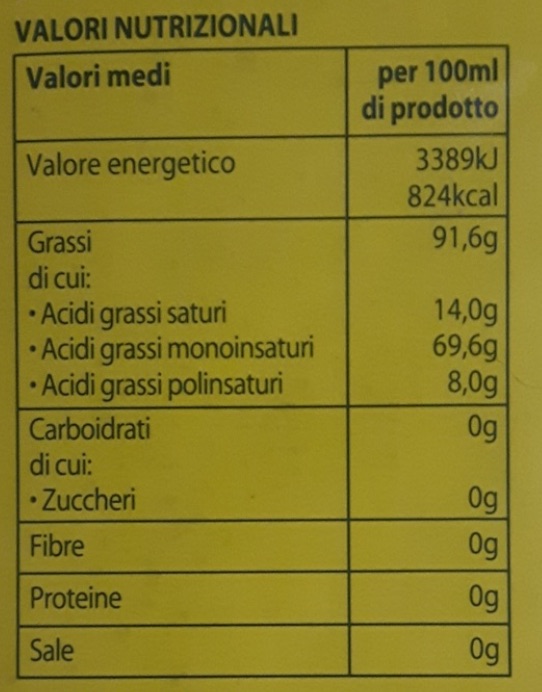 VALORI NUTRIZIONALI
Valori medi per 100ml
di prodotto
Valore energetico 3389kJ
824kcal
Grassi 91,6g
di cui:
• Acidi grassi saturi 14,0g
• Acidi grassi monoinsaturi 69,6g
• Acidi grassi polinsaturi 8,0g
Carboidrati 0g
di cui:
• Zuccheri 0g
Fibre 0g
Proteine 0g
Sale 0g